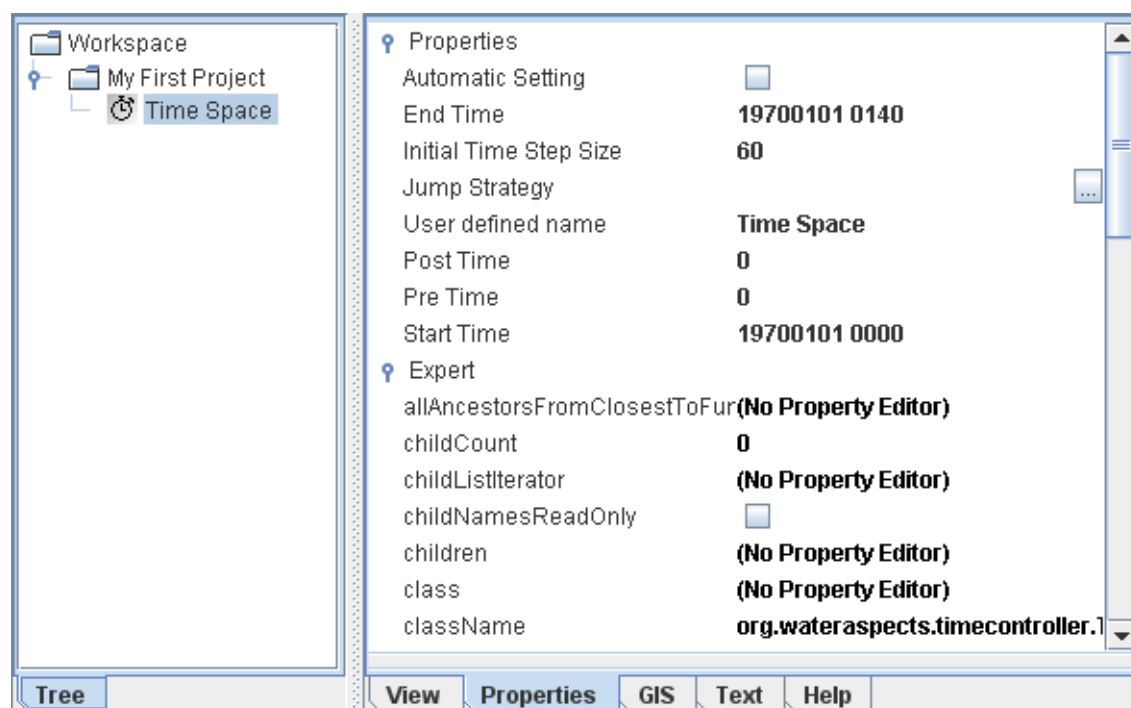 Workspace
My First Project
Time Space
Tree
Properties
Automatic Setting
End Time 19700101 0140
Initial Time Step Size 60
Jump Strategy ...
User defined name Time Space
Post Time 0
Pre Time 0
Start Time 19700101 0000
Expert
allAncestorsFromClosestToFur (No Property Editor)
childCount 0
childListIterator (No Property Editor)
childNamesReadOnly
children (No Property Editor)
class (No Property Editor)
className org.wateraspects.timecontroller.T
View Properties GIS Text Help